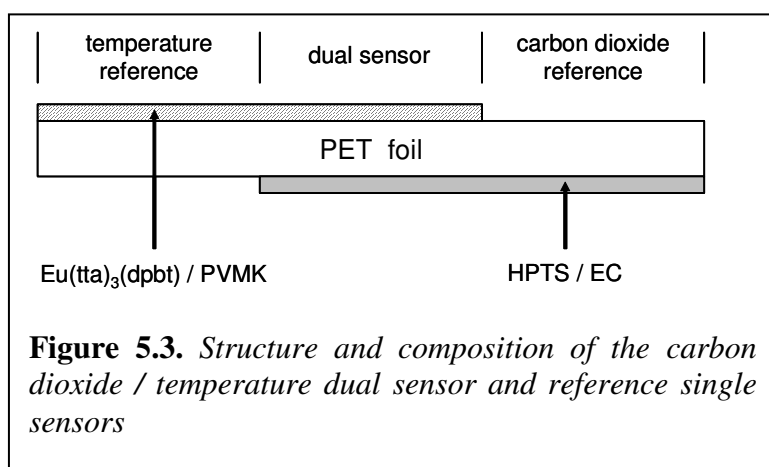 temperature
reference
dual sensor
carbon dioxide
reference
PET foil
Eu(tta)₃(dpbt) / PVMK
HPTS / EC
Figure 5.3. Structure and composition of the carbon
dioxide / temperature dual sensor and reference single
sensors